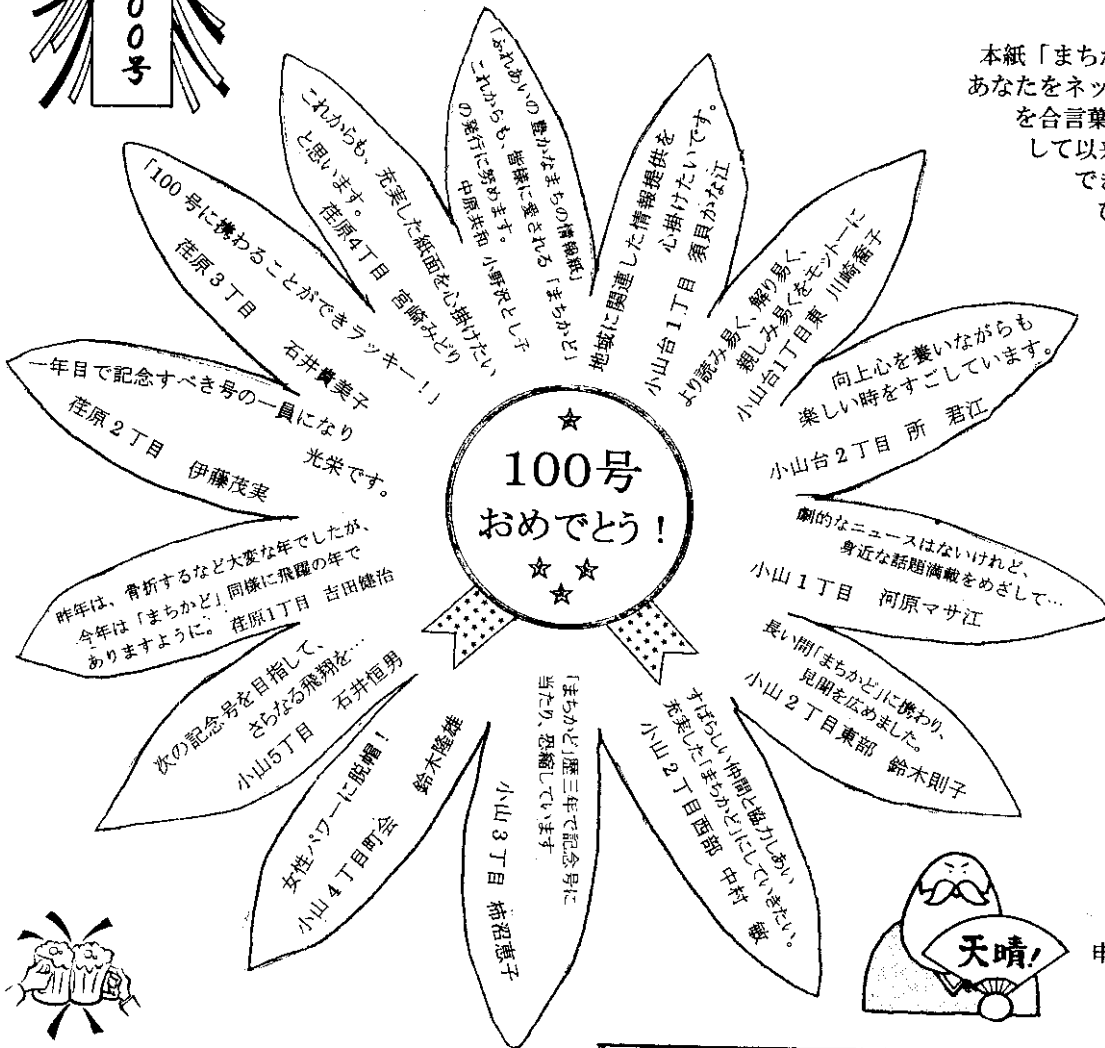 00号
本紙「まちか
あなたをネッ
を合言葉
して以来
でき
ひ
「ふれあいの豊かなまちの情報紙」
これからも、皆様に愛される「まちかど」
の発行に努めます。
中原共和 小野沢とし子
地域に関連した情報提供を
心掛けたいです。
小山台1丁目 須貝かな江
より読み易く、解り易く、
親しみ易くをモットーに
小山台1丁目東 川崎喬子
向上心を養いながらも
楽しい時をすごしています。
小山台2丁目 所 君江
劇的なニュースはないけれど、
身近な話題満載をめざして…
小山1丁目 河原マサ江
長い間「まちかど」に携わり、
見聞を広めました。
小山2丁目東部 鈴木則子
すばらしい仲間と協力しあい
充実した「まちかど」にしていきたい。
小山2丁目西部 中村 敏
「まちかど」歴三年で記念号に
当たり、恐縮しています
小山3丁目 柿沼恵子
女性パワーに脱帽!
小山4丁目町会 鈴木隆雄
次の記念号を目指して、
さらなる飛翔を…
小山5丁目 石井恒男
昨年は、骨折するなど大変な年でしたが、
今年は「まちかど」同様に飛躍の年で
ありますように。 荏原1丁目 吉田健治
一年目で記念すべき号の一員になり
光栄です。
荏原2丁目 伊藤茂実
「100号に携わることができラッキー!」
荏原3丁目 石井貴美子
これからも、充実した紙面を心掛けたい
と思います。
荏原4丁目 宮崎みどり
100号
おめでとう!
天晴!
申